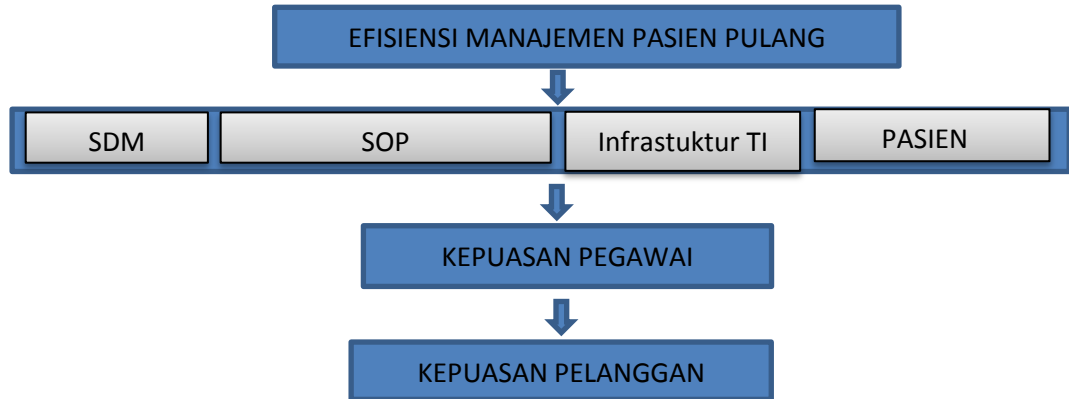 EFISIENSI MANAJEMEN PASIEN PULANG
SDM
SOP
Infrastuktur TI
PASIEN
KEPUASAN PEGAWAI
KEPUASAN PELANGGAN